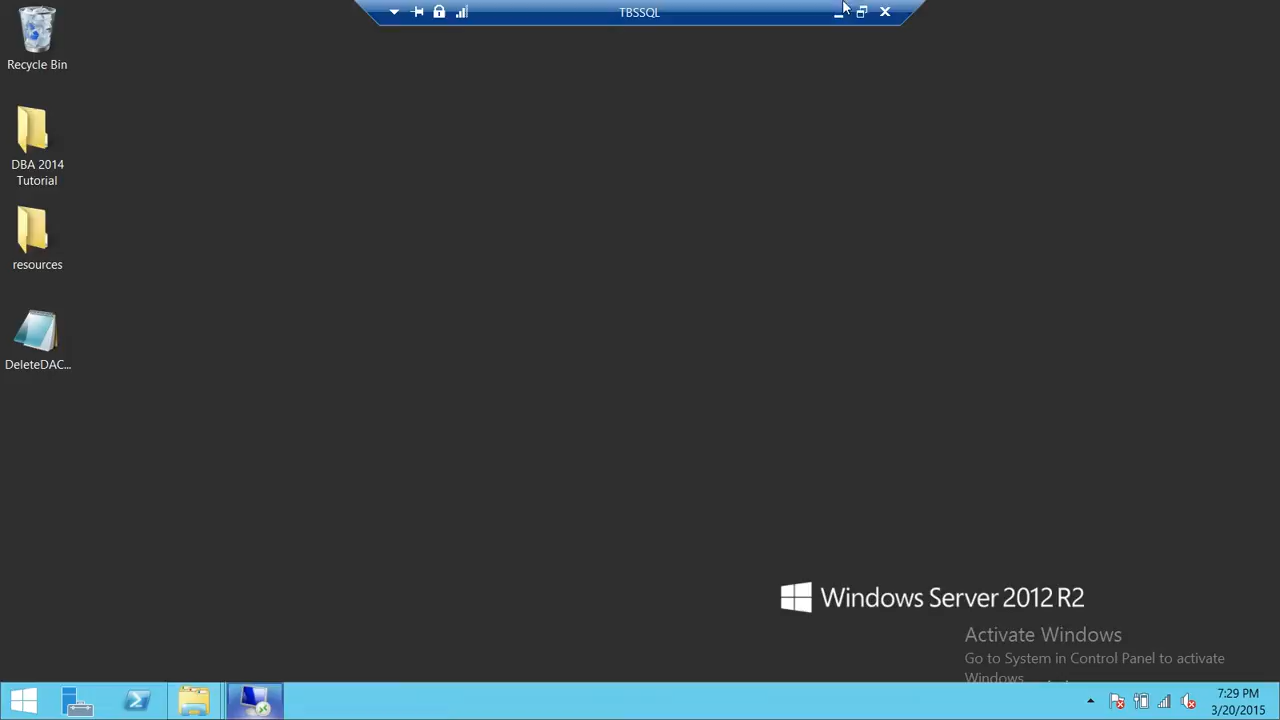 TBSSQL
Recycle Bin
DBA 2014
Tutorial
resources
DeleteDAC...
Windows Server 2012 R2
Activate Windows
Go to System in Control Panel to activate
Windows.
7:29 PM
3/20/2015